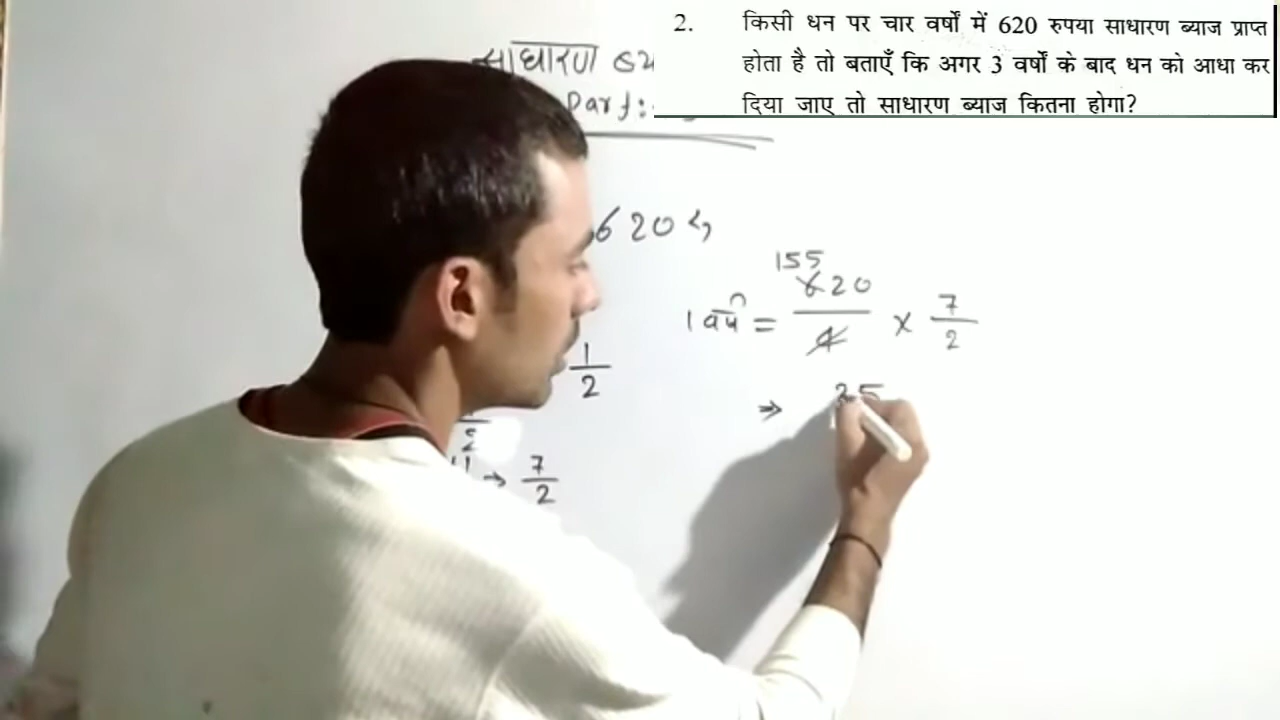 2. किसी धन पर चार वर्षों में 620 रुपया साधारण ब्याज प्राप्त
होता है तो बताएँ कि अगर 3 वर्षों के बाद धन को आधा कर
दिया जाए तो साधारण ब्याज कितना होगा?
साधारण
Part:
620
155
1 वर्ष = 620/4 × 7/2
1/2
⇒
2
→ 7/2